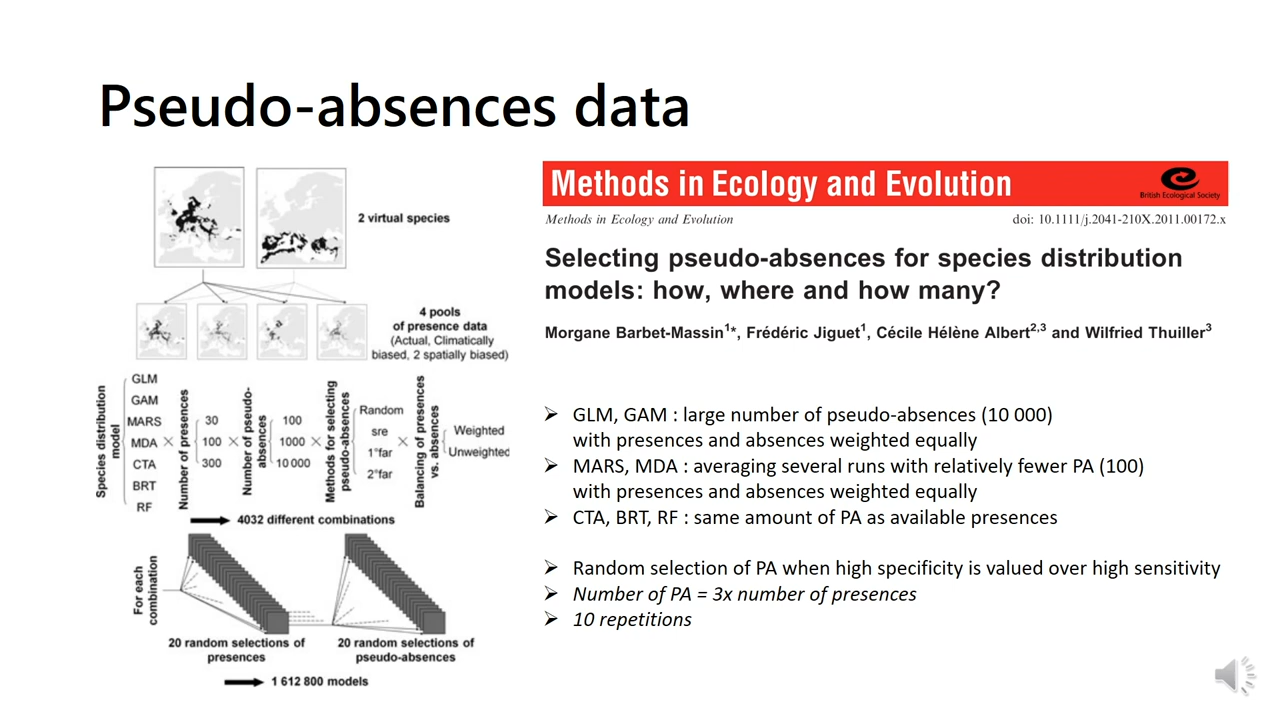 Pseudo-absences data
2 virtual species
4 pools
of presence data
(Actual, Climatically
biased, 2 spatially biased)
Species distribution
model
GLM
GAM
MARS
MDA
CTA
BRT
RF
×
Number of presences
30
100
300
×
Number of pseudo-
absences
100
1000
10 000
×
Methods for selecting
pseudo-absences
Random
sre
1°far
2°far
×
Balancing of presences
vs. absences
Weighted
Unweighted
4032 different combinations
For each
combination
20 random selections of
presences
20 random selections of
pseudo-absences
1 612 800 models
Methods in Ecology and Evolution
British Ecological Society
Methods in Ecology and Evolution
doi: 10.1111/j.2041-210X.2011.00172.x
Selecting pseudo-absences for species distribution
models: how, where and how many?
Morgane Barbet-Massin1*, Frédéric Jiguet1, Cécile Hélène Albert2,3 and Wilfried Thuiller3
➢ GLM, GAM : large number of pseudo-absences (10 000)
with presences and absences weighted equally
➢ MARS, MDA : averaging several runs with relatively fewer PA (100)
with presences and absences weighted equally
➢ CTA, BRT, RF : same amount of PA as available presences
➢ Random selection of PA when high specificity is valued over high sensitivity
➢ Number of PA = 3x number of presences
➢ 10 repetitions